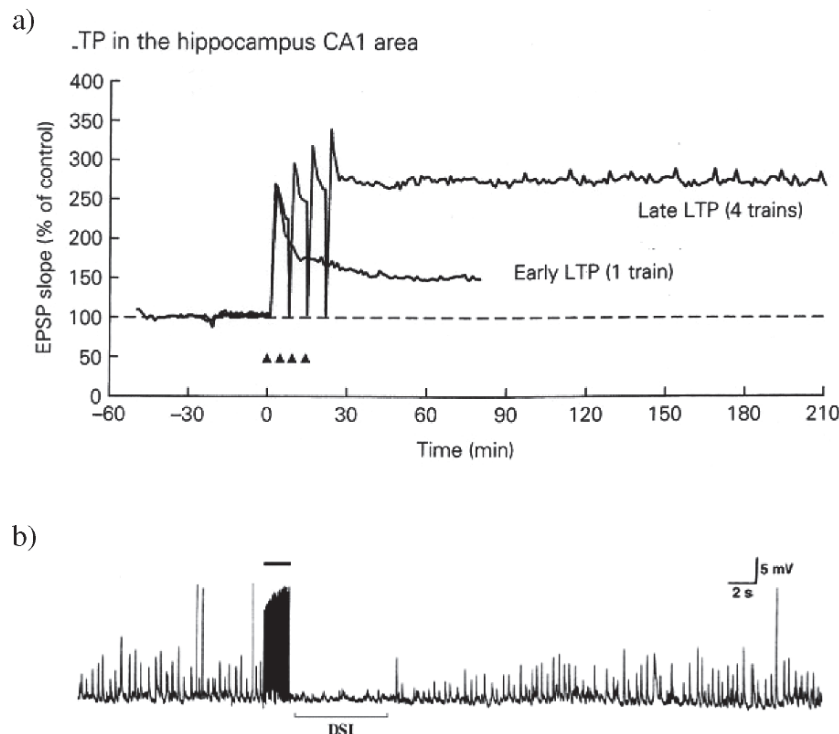 a)
.TP in the hippocampus CA1 area
400
350
300
250
200
150
100
50
0
EPSP slope (% of control)
Late LTP (4 trains)
Early LTP (1 train)
−60 −30 0 30 60 90 120 150 180 210
Time (min)
b)
5 mV
2 s
DSI